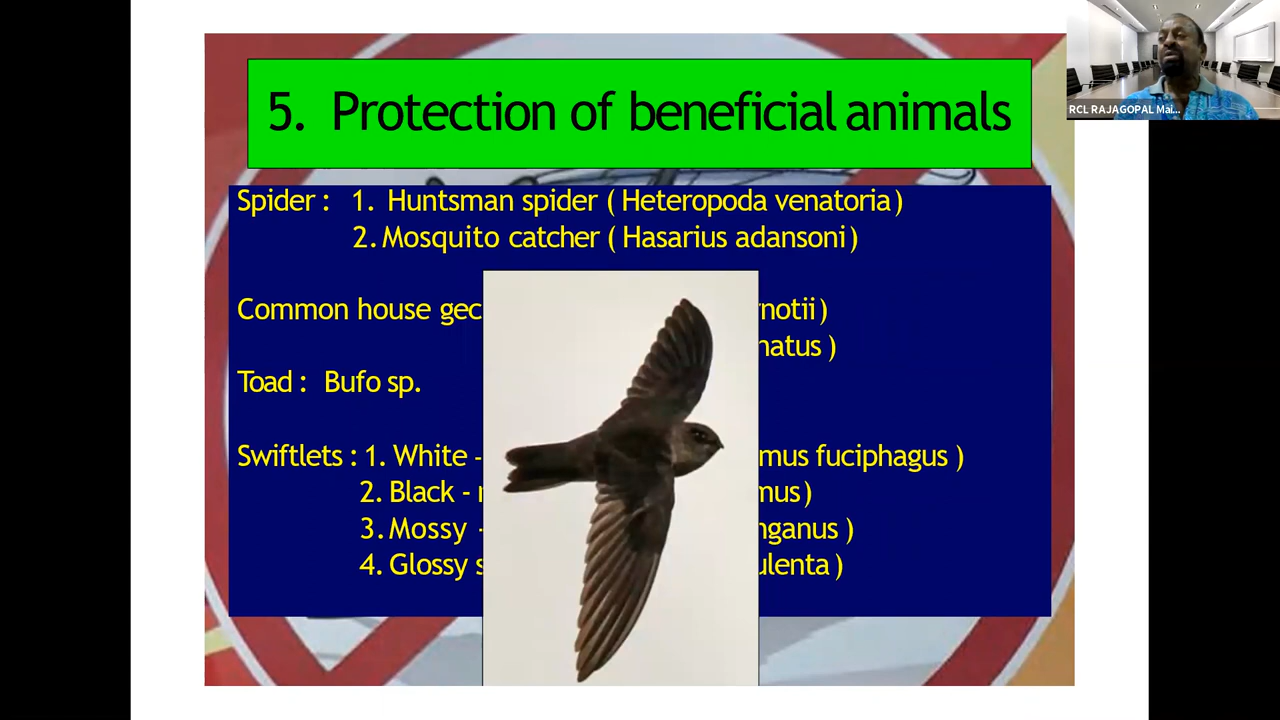 5. Protection of beneficial animals
RCL RAJAGOPAL Mai...
Spider : 1. Huntsman spider ( Heteropoda venatoria )
2. Mosquito catcher ( Hasarius adansoni )
Common house gec
notii )
natus )
Toad : Bufo sp.
Swiftlets : 1. White - mus fuciphagus )
2. Black - mus )
3. Mossy - nganus )
4. Glossy s ulenta )